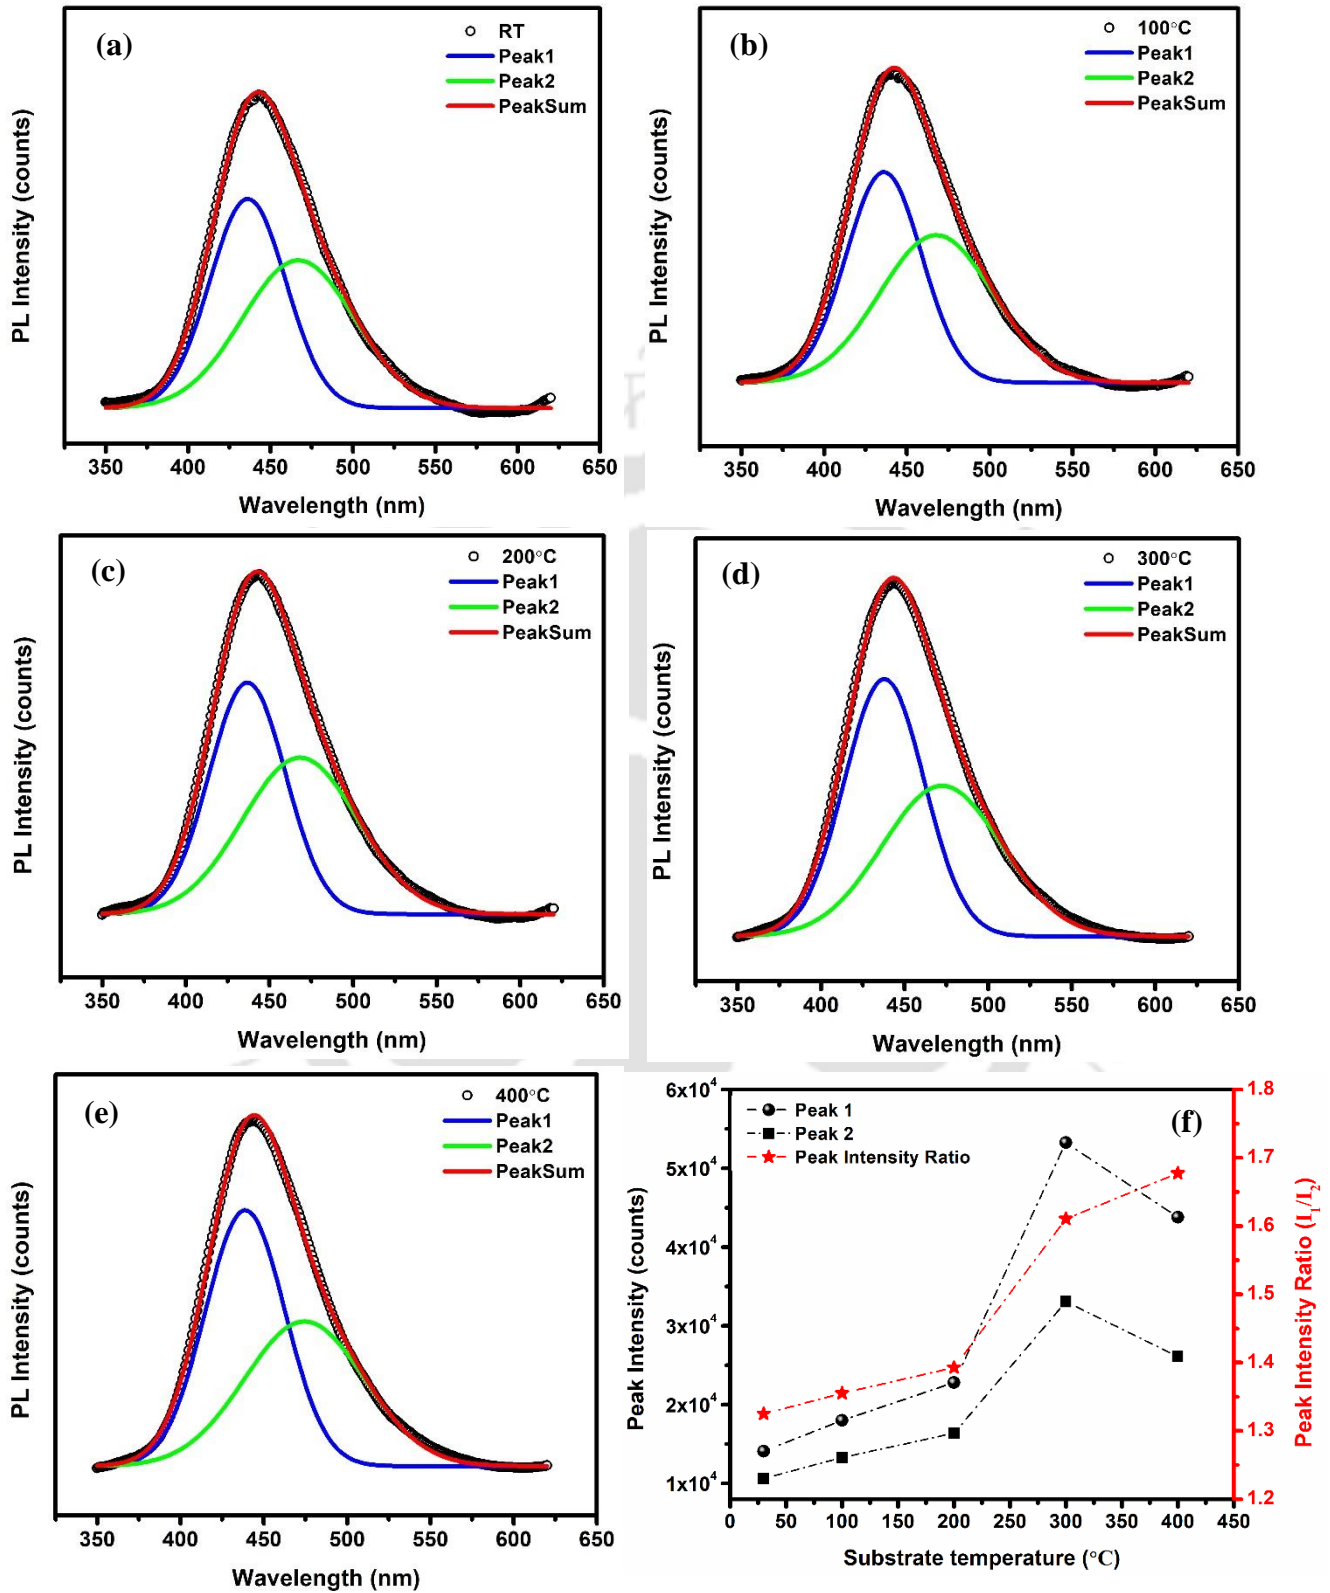 (a)
RT
Peak1
Peak2
PeakSum
PL Intensity (counts)
350 400 450 500 550 600 650
Wavelength (nm)
(b)
100°C
Peak1
Peak2
PeakSum
PL Intensity (counts)
350 400 450 500 550 600 650
Wavelength (nm)
(c)
200°C
Peak1
Peak2
PeakSum
PL Intensity (counts)
350 400 450 500 550 600 650
Wavelength (nm)
(d)
300°C
Peak1
Peak2
PeakSum
PL Intensity (counts)
350 400 450 500 550 600 650
Wavelength (nm)
(e)
400°C
Peak1
Peak2
PeakSum
PL Intensity (counts)
350 400 450 500 550 600 650
Wavelength (nm)
(f)
Peak 1
Peak 2
Peak Intensity Ratio
Peak Intensity (counts)
6x10⁴
5x10⁴
4x10⁴
3x10⁴
2x10⁴
1x10⁴
1.8
1.7
1.6
1.5
1.4
1.3
1.2
Peak Intensity Ratio (I₁/I₂)
0 50 100 150 200 250 300 350 400 450
Substrate temperature (°C)